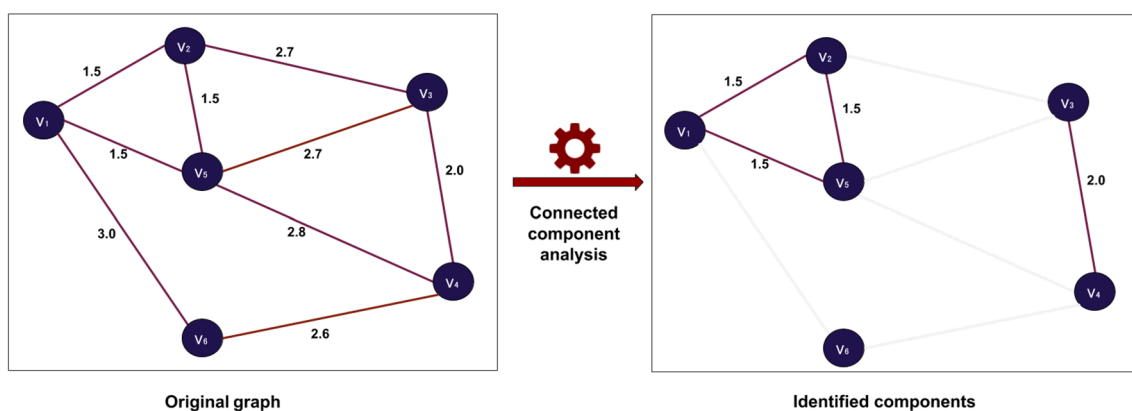 V₂
2.7
1.5
V₃
1.5
V₁
1.5
2.7
V₅
2.0
3.0
2.8
V₄
V₆
2.6
Original graph
Connected
component
analysis
V₂
1.5
V₃
1.5
V₁
1.5
V₅
2.0
V₄
V₆
Identified components